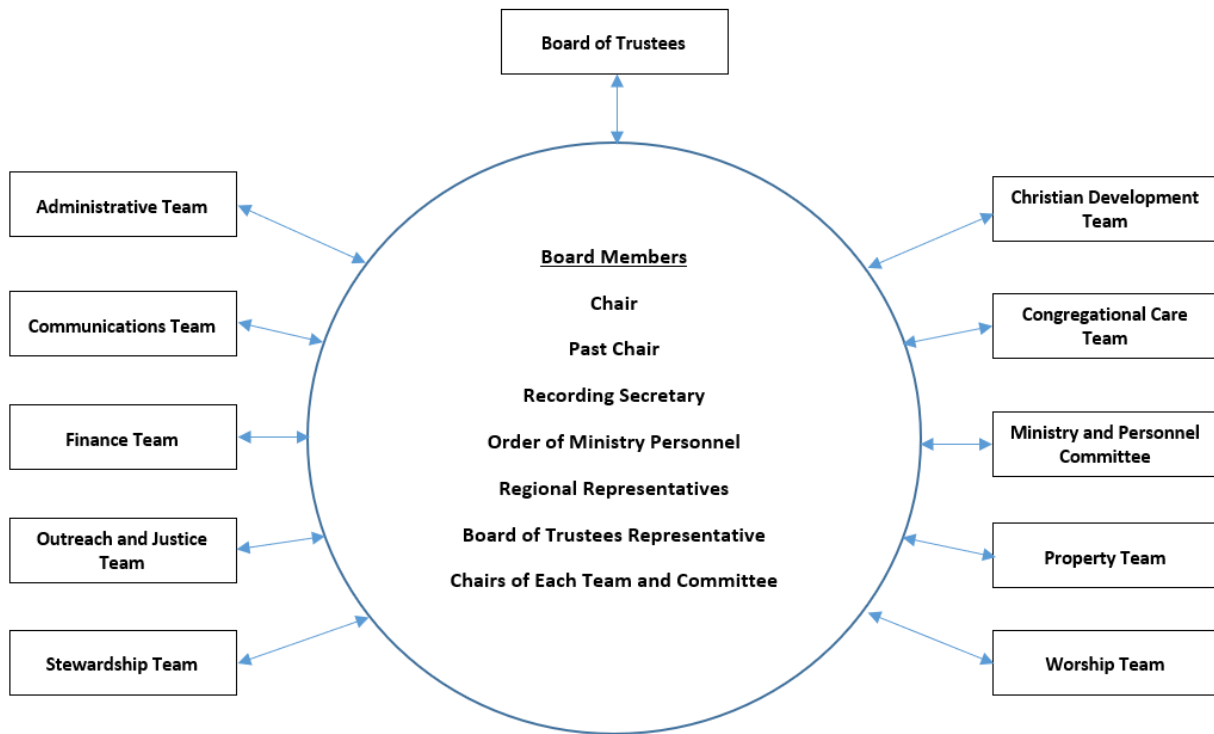 Board of Trustees
Administrative Team
Communications Team
Finance Team
Outreach and Justice
Team
Stewardship Team
Board Members
Chair
Past Chair
Recording Secretary
Order of Ministry Personnel
Regional Representatives
Board of Trustees Representative
Chairs of Each Team and Committee
Christian Development
Team
Congregational Care
Team
Ministry and Personnel
Committee
Property Team
Worship Team